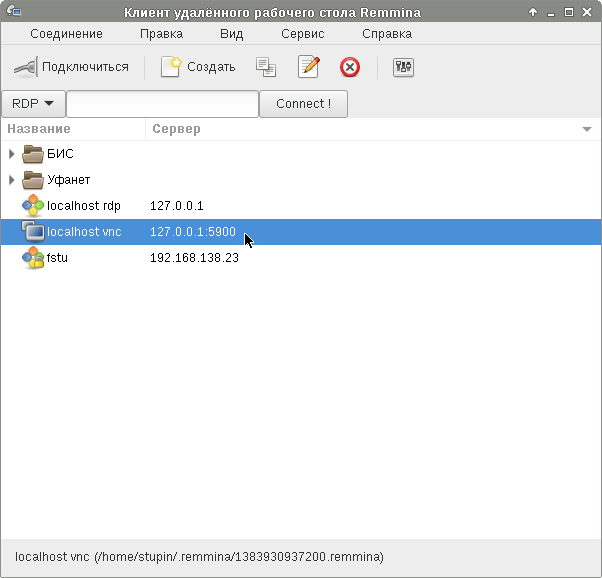 Клиент удалённого рабочего стола Remmina
Соединение Правка Вид Сервис Справка
Подключиться Создать
RDP Connect !
Название Сервер
БИС
Уфанет
localhost rdp 127.0.0.1
localhost vnc 127.0.0.1:5900
fstu 192.168.138.23
localhost vnc (/home/stupin/.remmina/1383930937200.remmina)